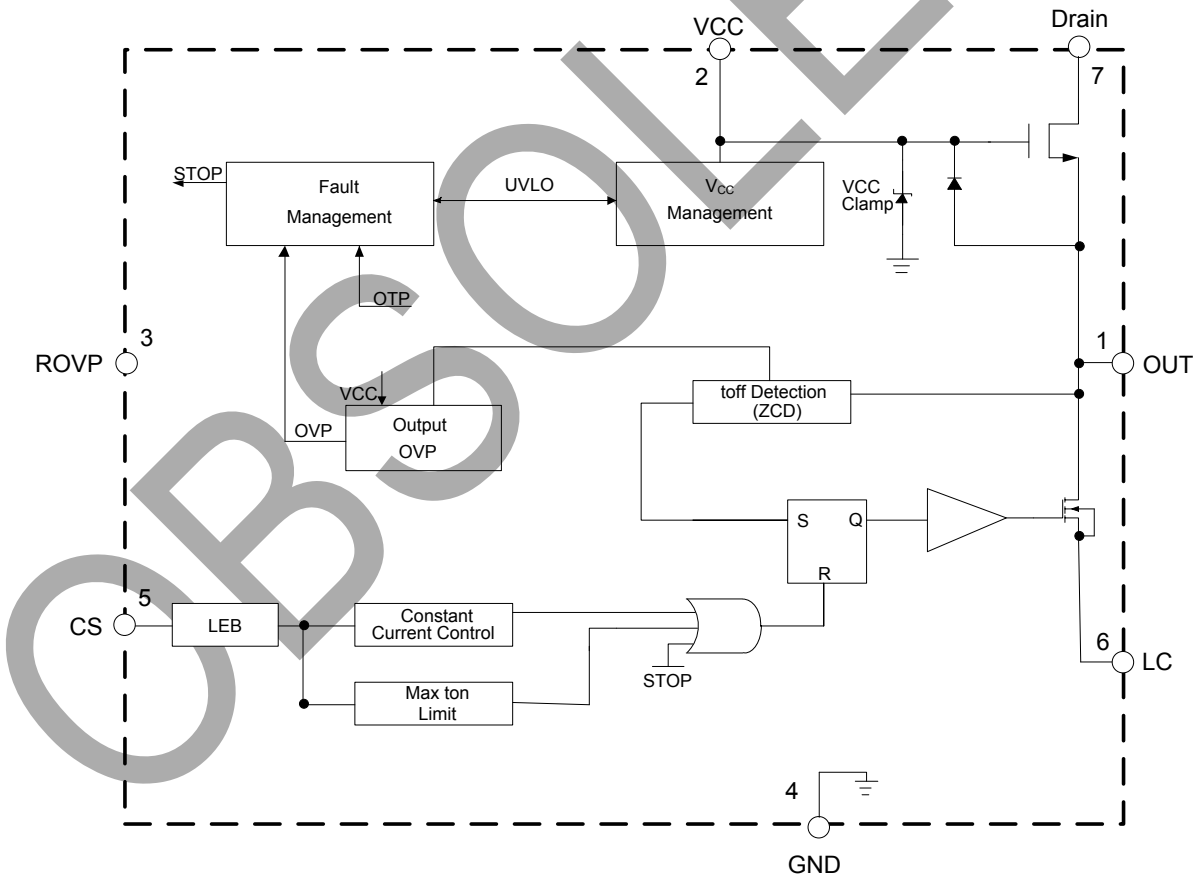 VCC
Drain
2
7
STOP
Fault
Management
UVLO
VCC
Management
VCC
Clamp
OTP
3
ROVP
1
OUT
VCC
toff Detection
(ZCD)
OVP
Output
OVP
S
Q
R
5
CS
LEB
Constant
Current Control
6
LC
STOP
Max ton
Limit
4
GND
OBSOLE